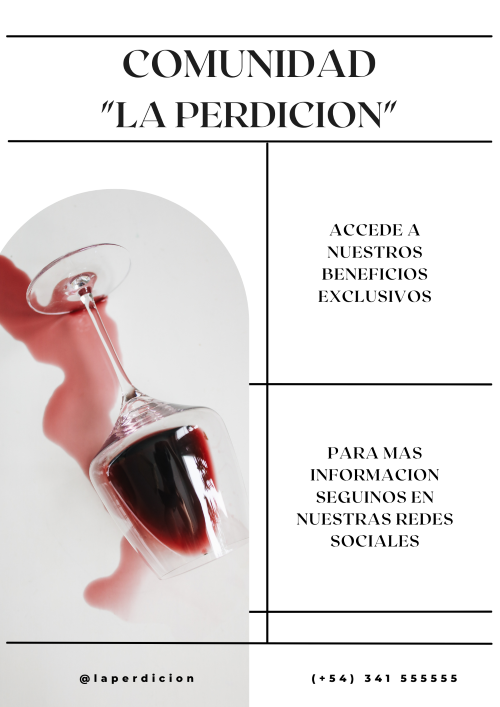 COMUNIDAD
"LA PERDICION"
ACCEDE A
NUESTROS
BENEFICIOS
EXCLUSIVOS
PARA MAS
INFORMACION
SEGUINOS EN
NUESTRAS REDES
SOCIALES
@laperdicion
(+54) 341 555555